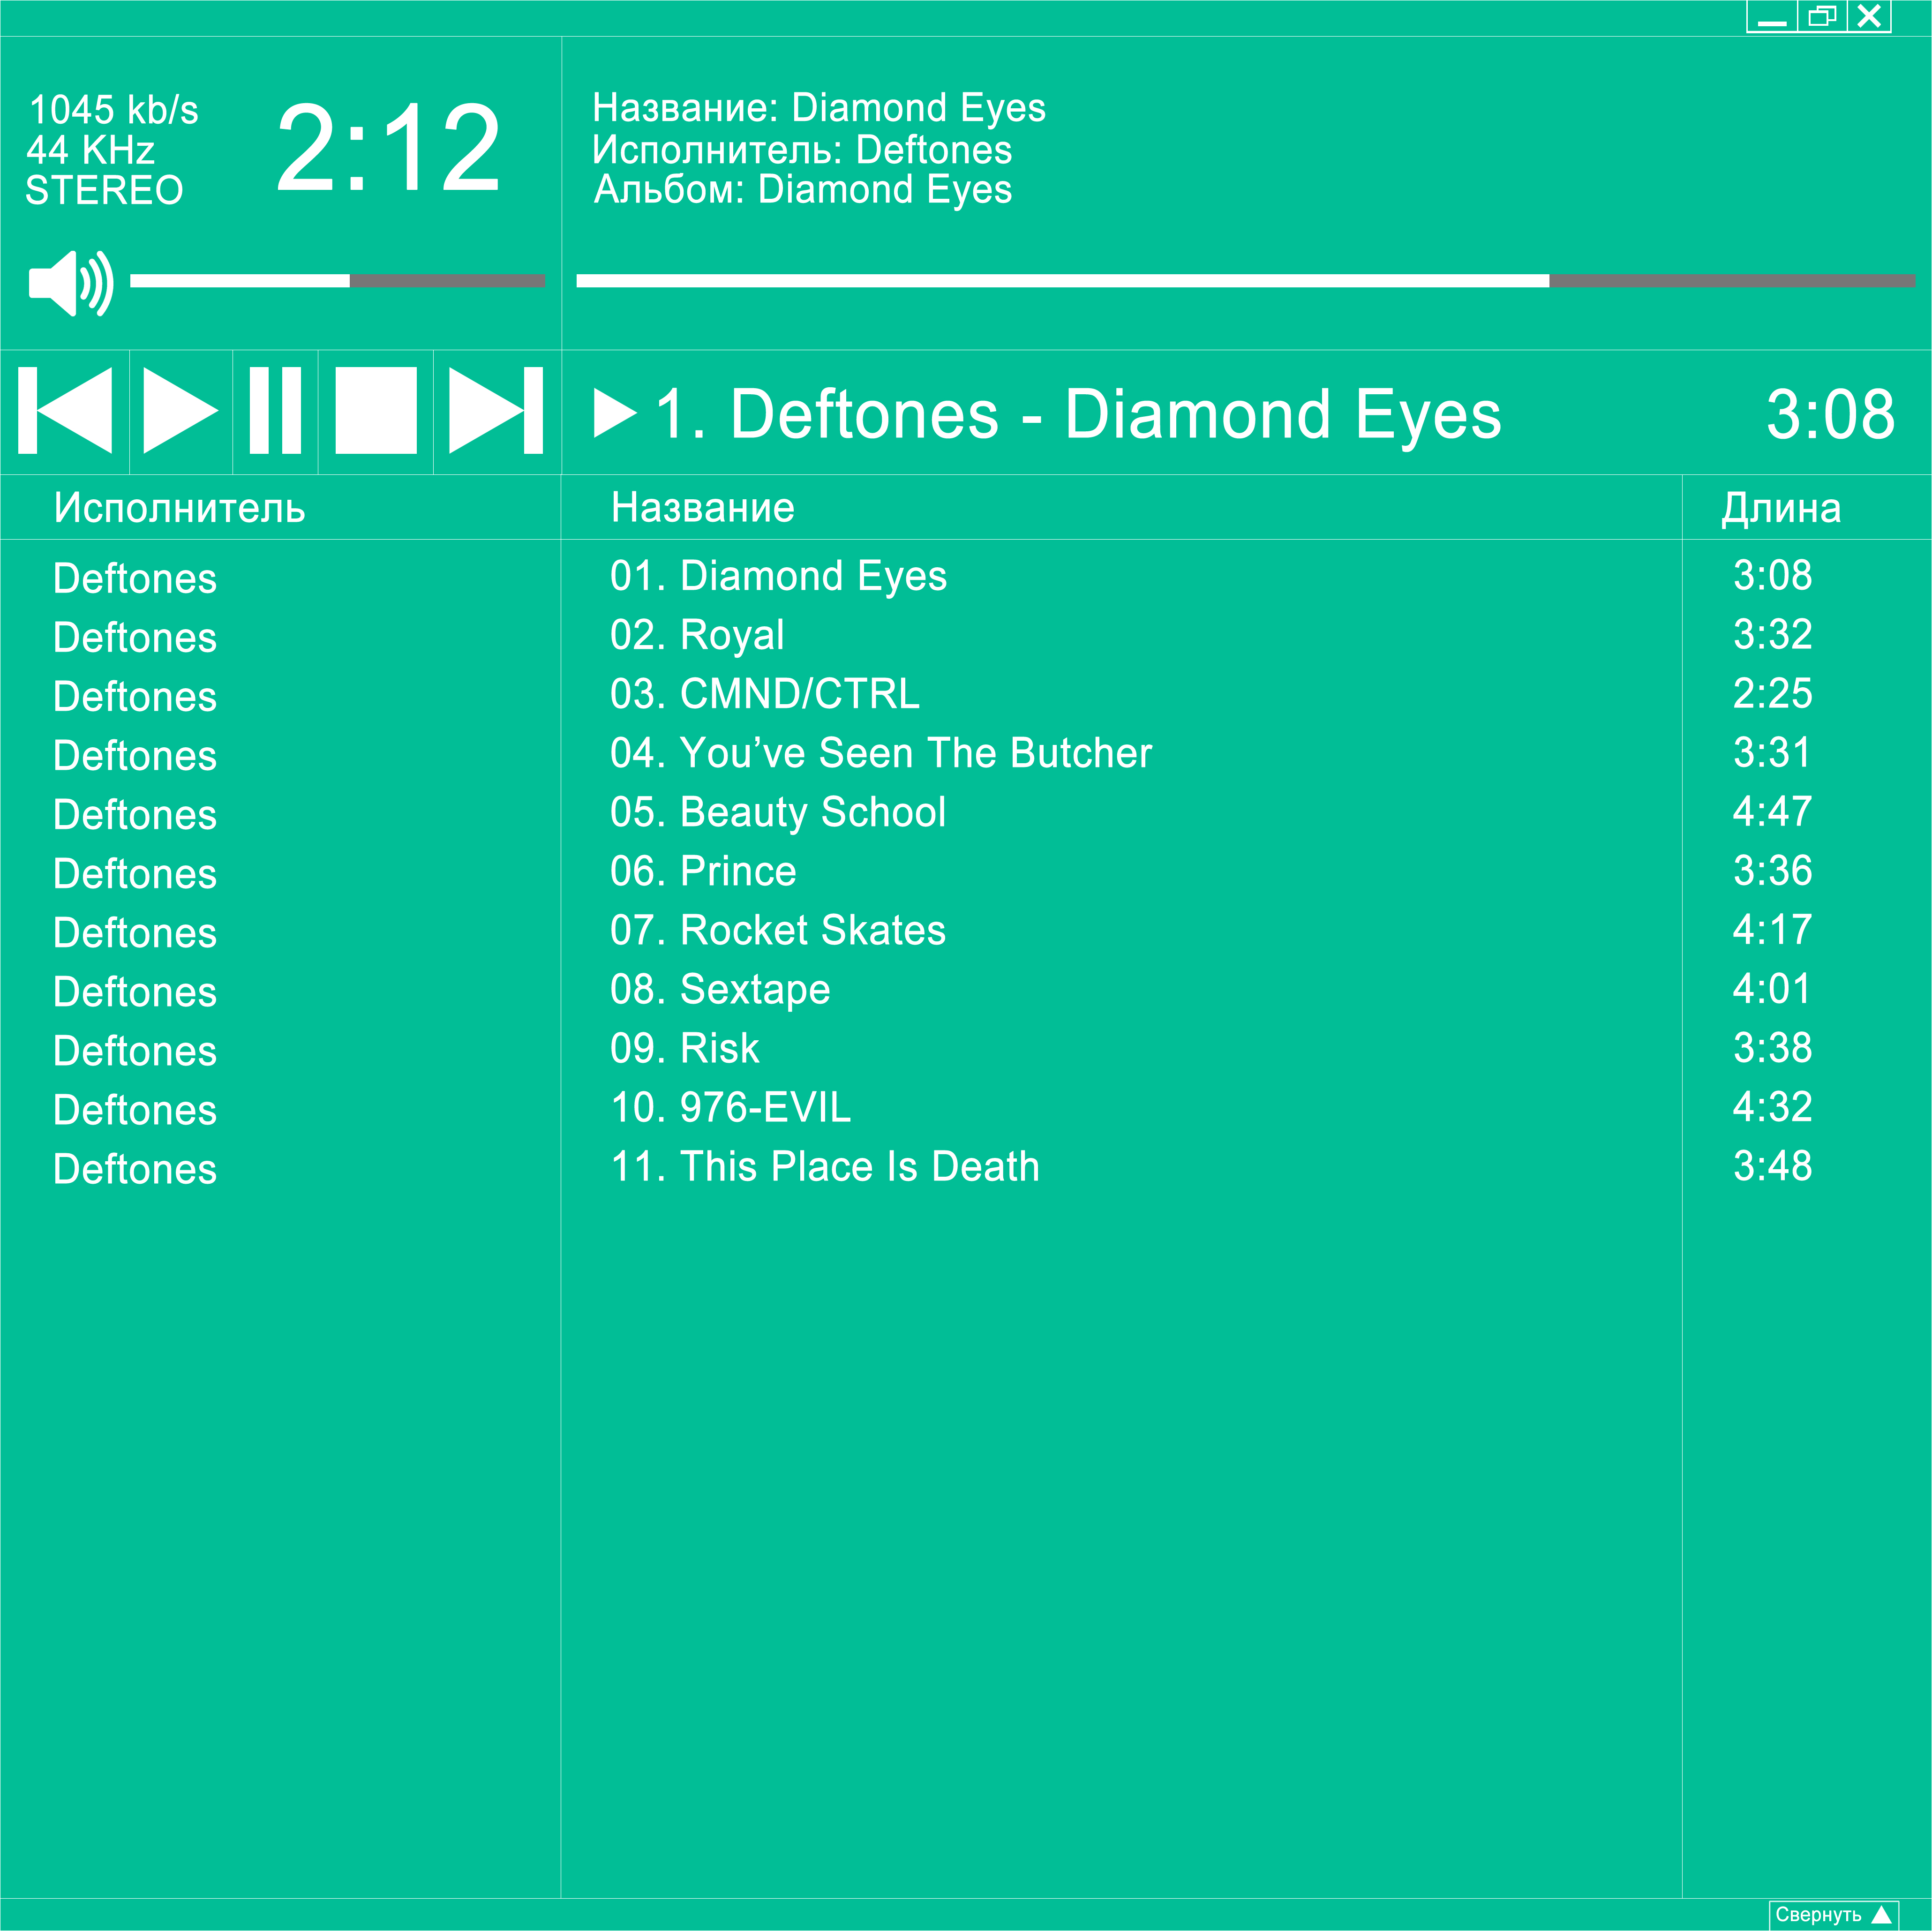 1045 kb/s
44 KHz
STEREO
2:12
Название: Diamond Eyes
Исполнитель: Deftones
Альбом: Diamond Eyes
1. Deftones - Diamond Eyes 3:08
Исполнитель Название Длина
Deftones 01. Diamond Eyes 3:08
Deftones 02. Royal 3:32
Deftones 03. CMND/CTRL 2:25
Deftones 04. You’ve Seen The Butcher 3:31
Deftones 05. Beauty School 4:47
Deftones 06. Prince 3:36
Deftones 07. Rocket Skates 4:17
Deftones 08. Sextape 4:01
Deftones 09. Risk 3:38
Deftones 10. 976-EVIL 4:32
Deftones 11. This Place Is Death 3:48
Свернуть